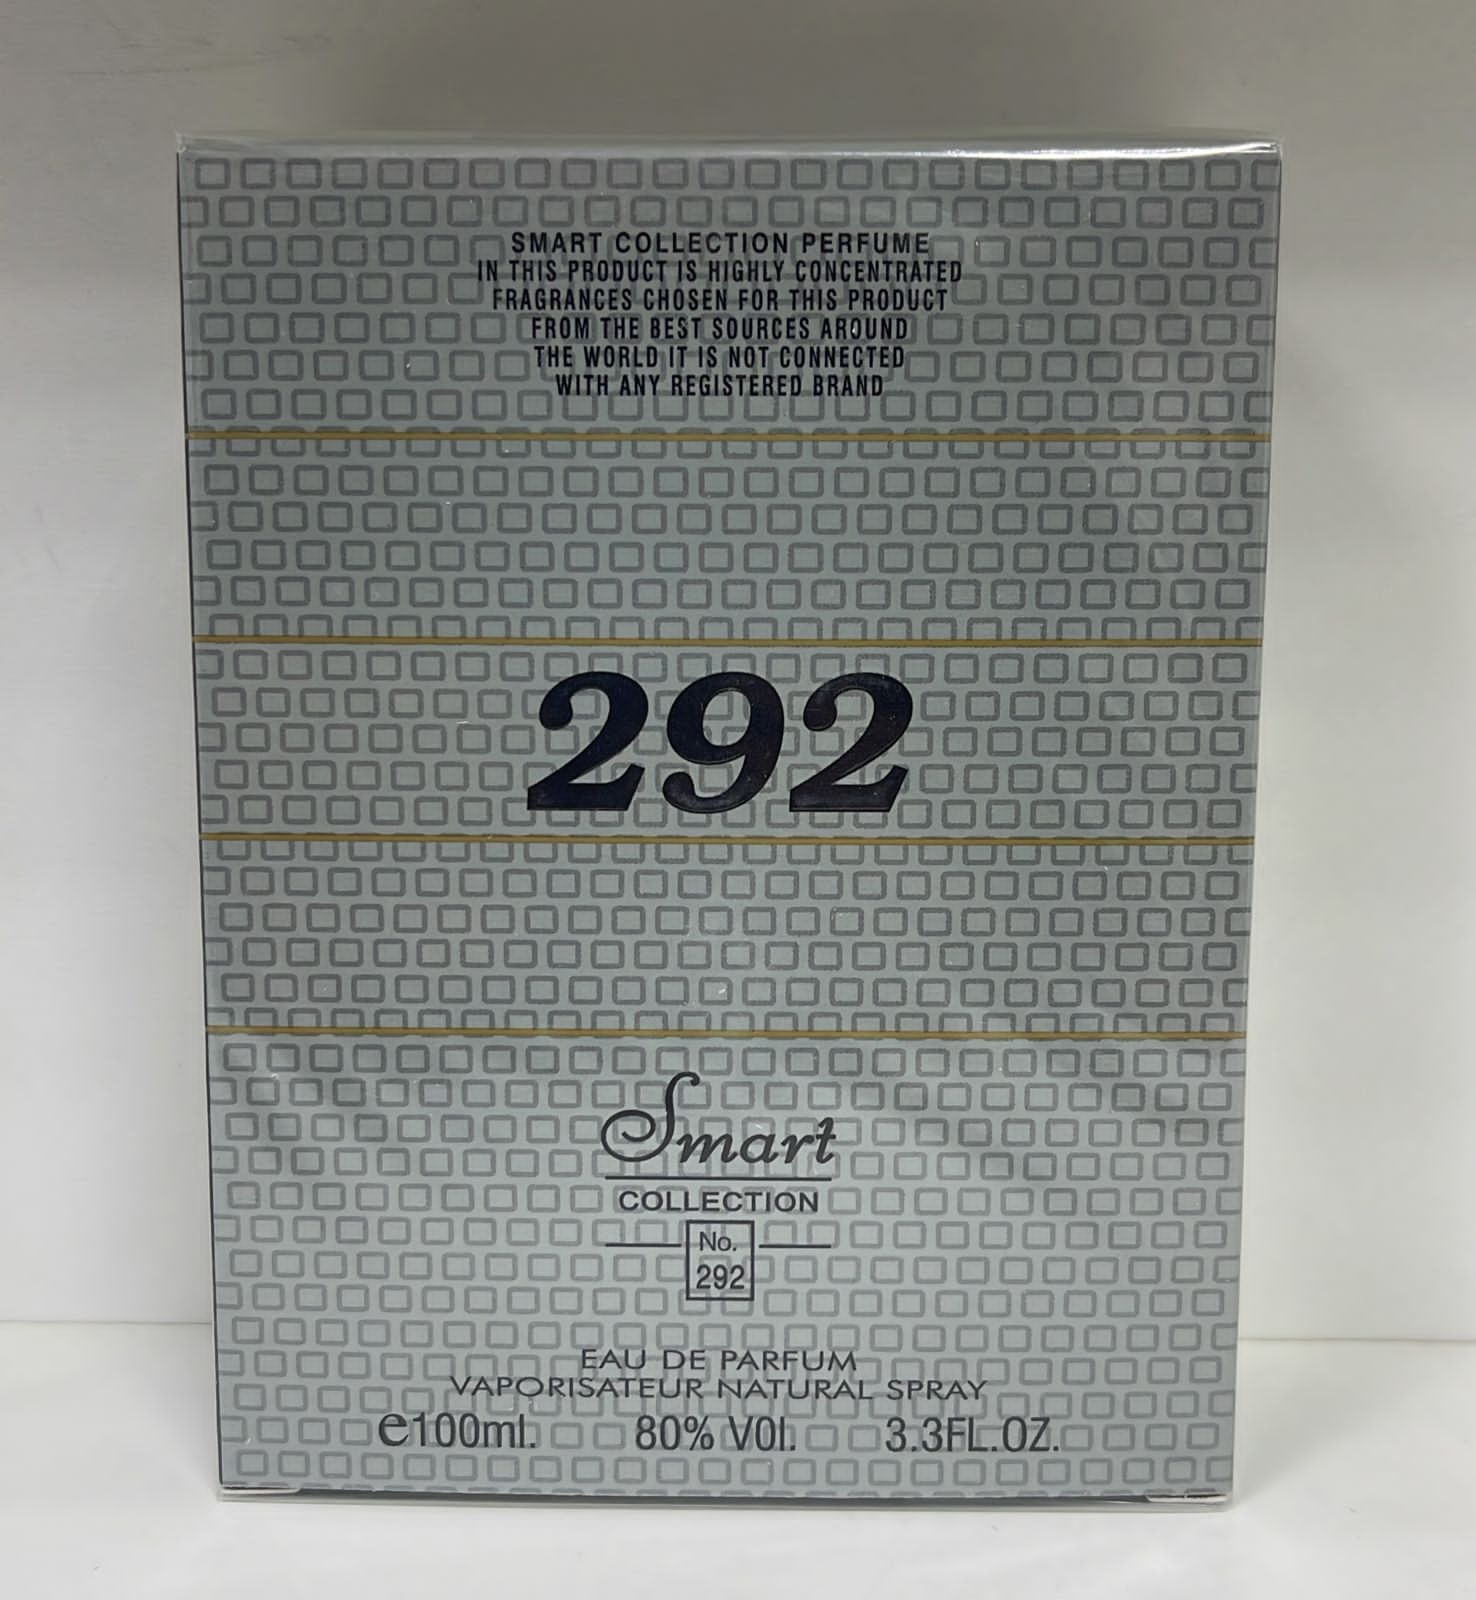 SMART COLLECTION PERFUME
IN THIS PRODUCT IS HIGHLY CONCENTRATED
FRAGRANCES CHOSEN FOR THIS PRODUCT
FROM THE BEST SOURCES AROUND
THE WORLD IT IS NOT CONNECTED
WITH ANY REGISTERED BRAND
292
Smart
COLLECTION
No.
292
EAU DE PARFUM
VAPORISATEUR NATURAL SPRAY
e100ml. 80% VOl. 3.3FL.OZ.